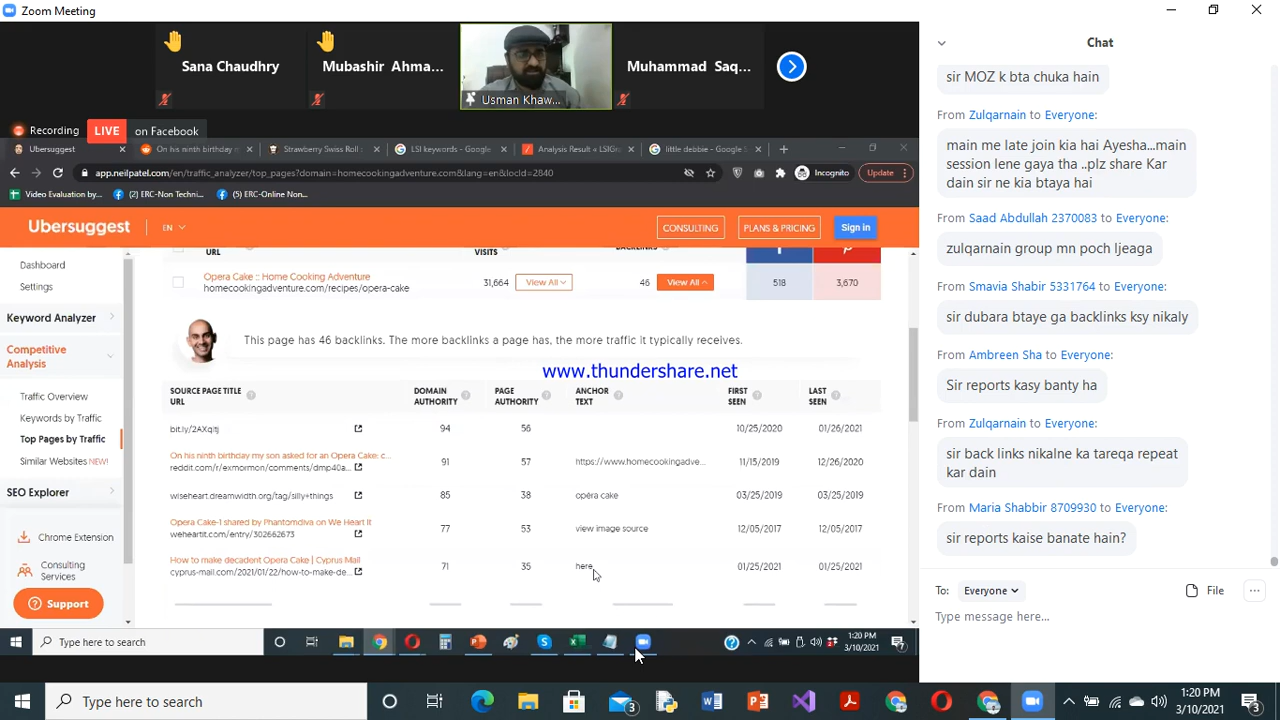 Zoom Meeting
Sana Chaudhry
Mubashir Ahma...
Usman Khaw...
Muhammad Saq...
Recording
LIVE
on Facebook
Ubersuggest
On his ninth birthday m
Strawberry Swiss Roll :
LSI keywords - Google
Analysis Result « LSIGr
little debbie - Google S
app.neilpatel.com/en/traffic_analyzer/top_pages?domain=homecookingadventure.com&lang=en&locId=2840
Incognito
Update
Video Evaluation by...
(2) ERC-Non Techni...
(5) ERC-Online Non...
Ubersuggest
EN
CONSULTING
PLANS & PRICING
Sign in
Dashboard
Settings
Keyword Analyzer
Competitive
Analysis
Traffic Overview
Keywords by Traffic
Top Pages by Traffic
Similar Websites NEW!
SEO Explorer
Chrome Extension
Consulting
Services
Support
URL
VISITS
BACKLINKS
Opera Cake :: Home Cooking Adventure
homecookingadventure.com/recipes/opera-cake
31,664
View All
46
View All
518
3,670
This page has 46 backlinks. The more backlinks a page has, the more traffic it typically receives.
www.thundershare.net
SOURCE PAGE TITLE
URL
DOMAIN
AUTHORITY
PAGE
AUTHORITY
ANCHOR
TEXT
FIRST
SEEN
LAST
SEEN
bit.ly/2AXqltj
94
56
10/25/2020
01/26/2021
On his ninth birthday my son asked for an Opera Cake: c...
reddit.com/r/exmormon/comments/dmp40a...
91
57
https://www.homecookingadve...
11/15/2019
12/26/2020
wiseheart.dreamwidth.org/tag/silly+things
85
38
opéra cake
03/25/2019
03/25/2019
Opera Cake-1 shared by Phantomdiva on We Heart It
weheartit.com/entry/302662673
77
53
view image source
12/05/2017
12/05/2017
How to make decadent Opera Cake | Cyprus Mail
cyprus-mail.com/2021/01/22/how-to-make-de...
71
35
here
01/25/2021
01/25/2021
Type here to search
1:20 PM
3/10/2021
7
Chat
sir MOZ k bta chuka hain
From Zulqarnain to Everyone:
main me late join kia hai Ayesha...main
session lene gaya tha ..plz share Kar
dain sir ne kia btaya hai
From Saad Abdullah 2370083 to Everyone:
zulqarnain group mn poch ljeaga
From Smavia Shabir 5331764 to Everyone:
sir dubara btaye ga backlinks ksy nikaly
From Ambreen Sha to Everyone:
Sir reports kasy banty ha
From Zulqarnain to Everyone:
sir back links nikalne ka tareqa repeat
kar dain
From Maria Shabbir 8709930 to Everyone:
sir reports kaise banate hain?
To:
Everyone
File
Type message here...
Type here to search
3
1:20 PM
3/10/2021
3